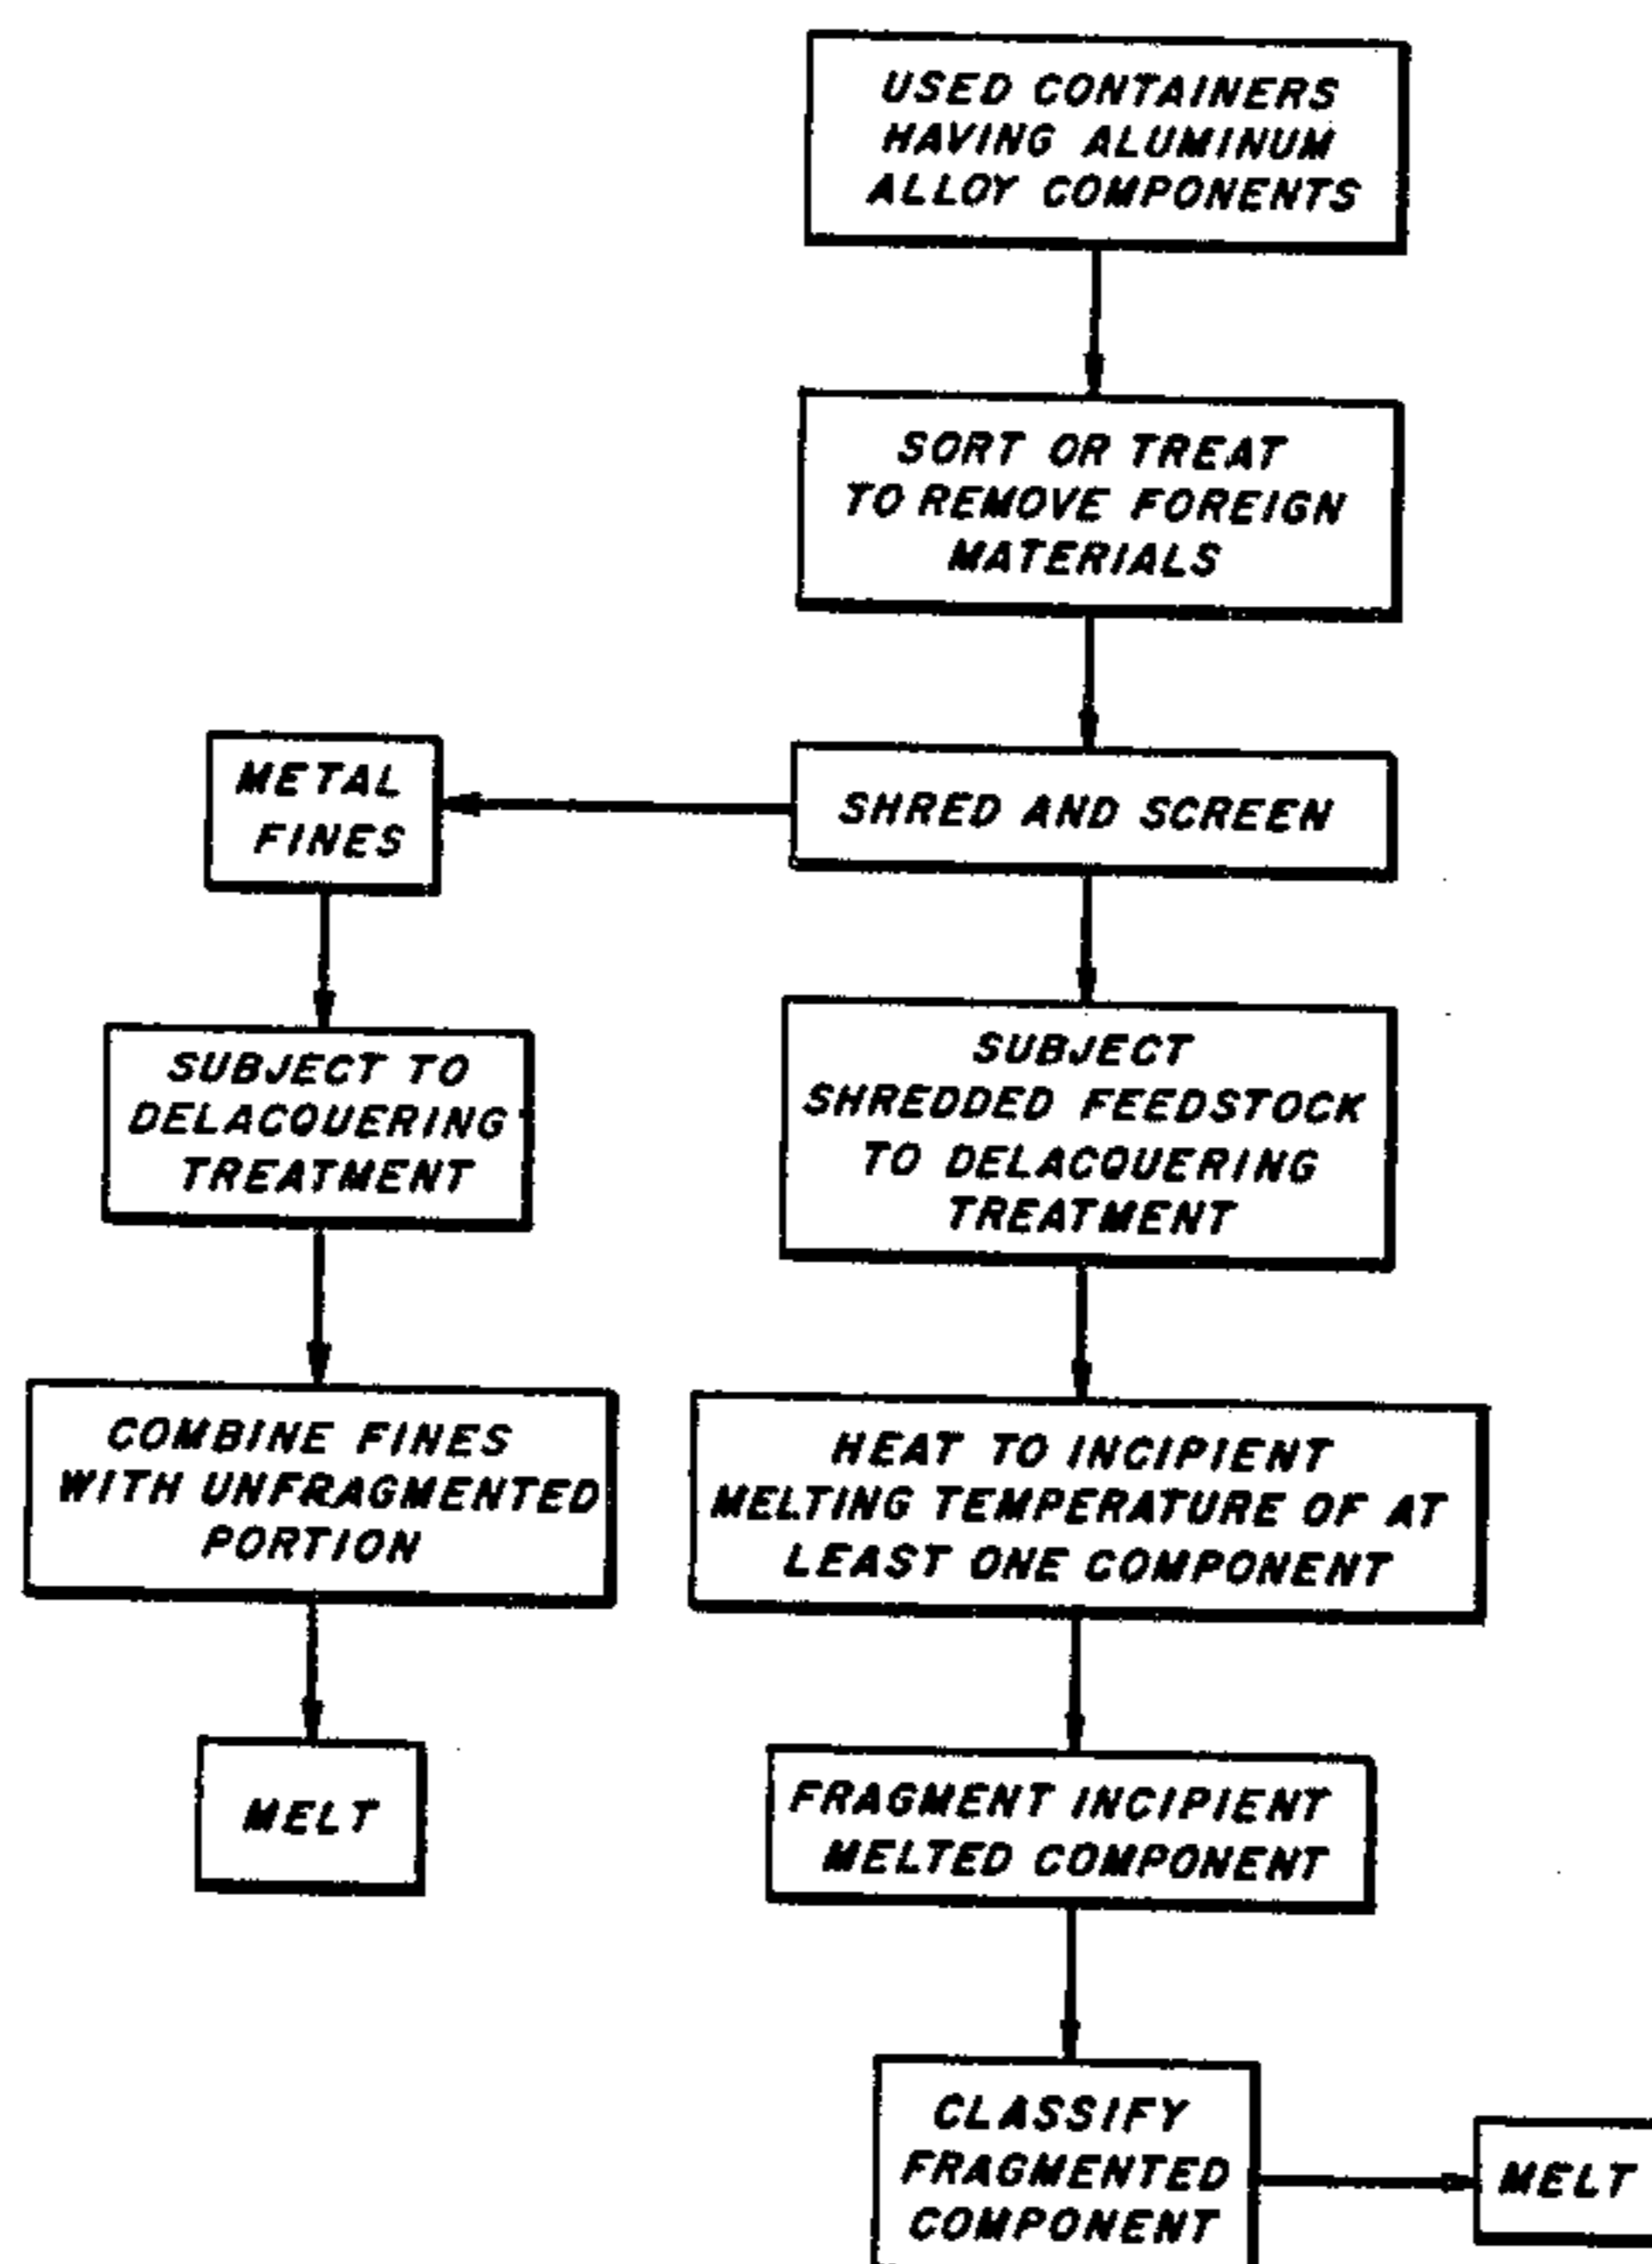 USED CONTAINERS
HAVING ALUMINUM
ALLOY COMPONENTS
SORT OR TREAT
TO REMOVE FOREIGN
MATERIALS
SHRED AND SCREEN
METAL
FINES
SUBJECT TO
DELACQUERING
TREATMENT
COMBINE FINES
WITH UNFRAGMENTED
PORTION
MELT
SUBJECT
SHREDDED FEEDSTOCK
TO DELACQUERING
TREATMENT
HEAT TO INCIPIENT
MELTING TEMPERATURE OF AT
LEAST ONE COMPONENT
FRAGMENT INCIPIENT
MELTED COMPONENT
CLASSIFY
FRAGMENTED
COMPONENT
MELT